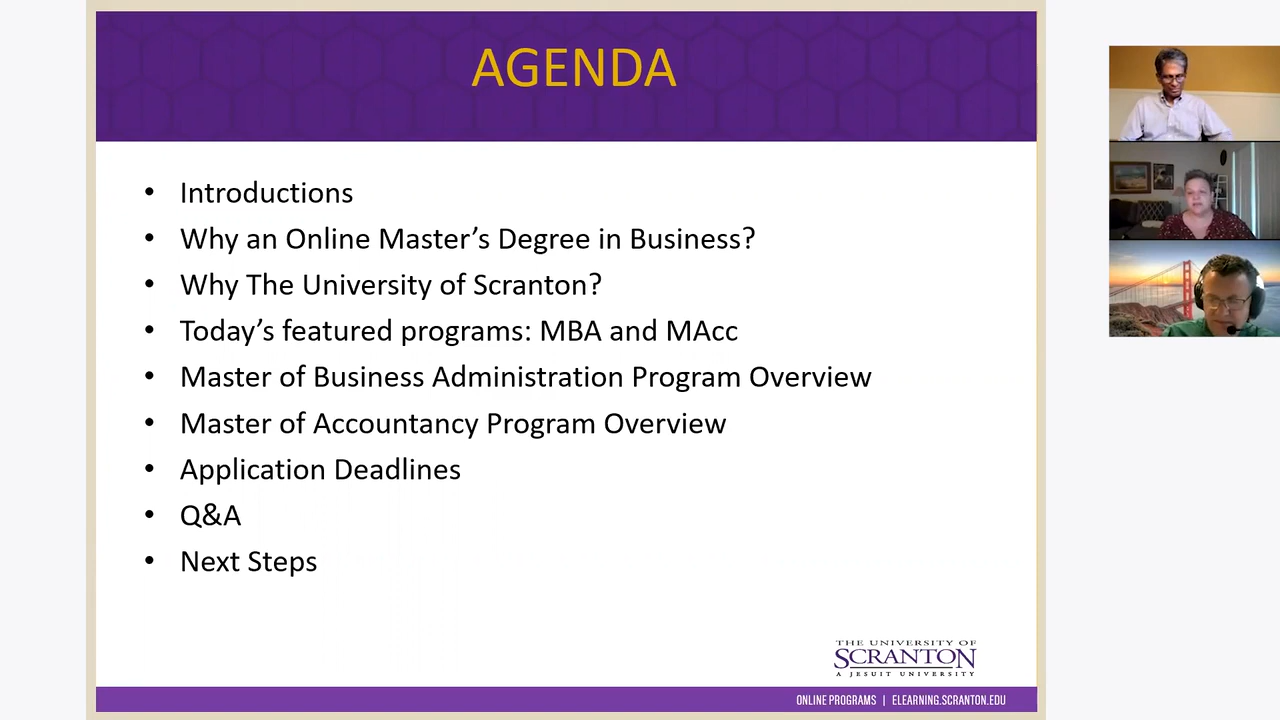 AGENDA
• Introductions
• Why an Online Master’s Degree in Business?
• Why The University of Scranton?
• Today’s featured programs: MBA and MAcc
• Master of Business Administration Program Overview
• Master of Accountancy Program Overview
• Application Deadlines
• Q&A
• Next Steps
THE UNIVERSITY OF
SCRANTON
A JESUIT UNIVERSITY
ONLINE PROGRAMS | ELEARNING.SCRANTON.EDU